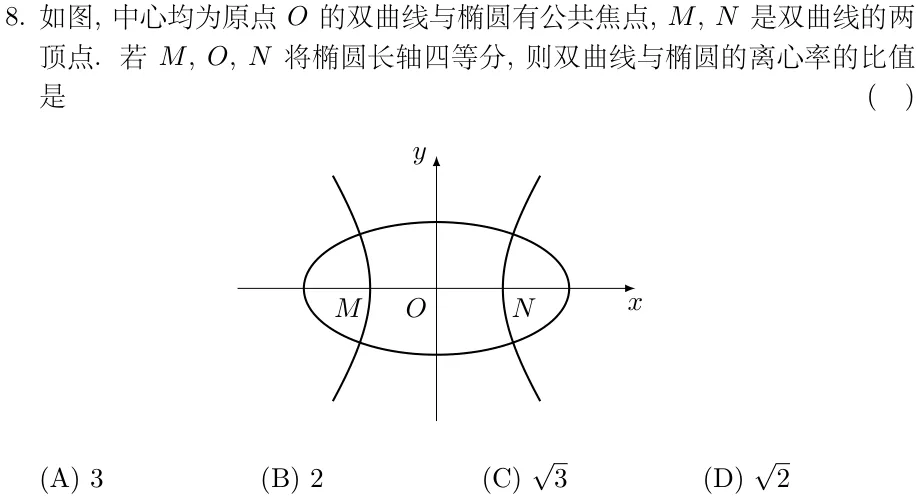 8. 如图, 中心均为原点 O 的双曲线与椭圆有公共焦点, M, N 是双曲线的两
顶点. 若 M, O, N 将椭圆长轴四等分, 则双曲线与椭圆的离心率的比值
是 ( )
y
M O N x
(A) 3 (B) 2 (C) √3 (D) √2